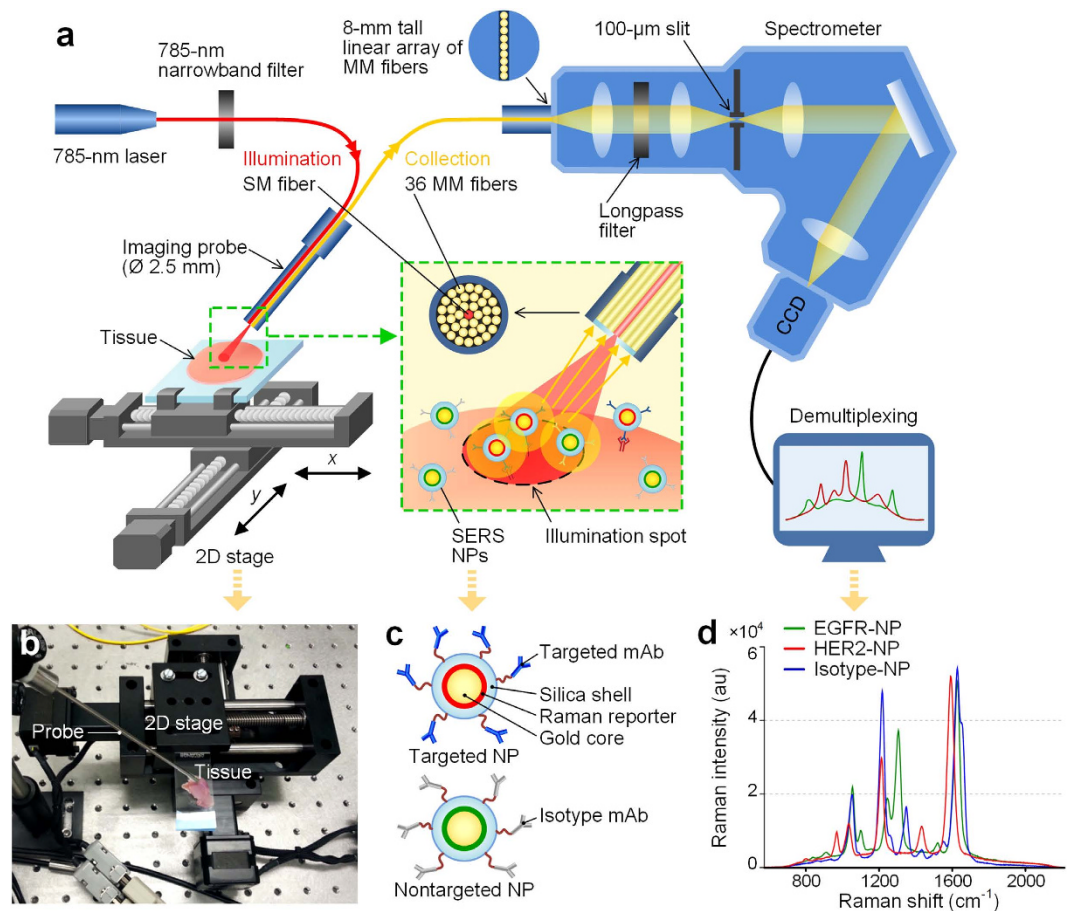 a
785-nm
narrowband filter
785-nm laser
8-mm tall
linear array of
MM fibers
100-µm slit
Spectrometer
Illumination
SM fiber
Collection
36 MM fibers
Longpass
filter
Imaging probe
(Ø 2.5 mm)
CCD
Tissue
Demultiplexing
x
y
2D stage
SERS
NPs
Illumination spot
b
Probe
2D stage
Tissue
c
Targeted mAb
Silica shell
Raman reporter
Gold core
Targeted NP
Isotype mAb
Nontargeted NP
d
×10⁴
EGFR-NP
HER2-NP
Isotype-NP
6
4
2
0
Raman intensity (au)
800
1200
1600
2000
Raman shift (cm⁻¹)